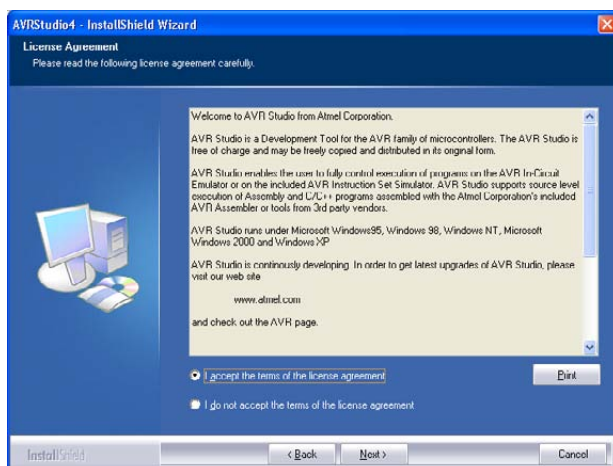 AVRStudio4 - InstallShield Wizard
License Agreement
Please read the following license agreement carefully.
Welcome to AVR Studio from Atmel Corporation.
AVR Studio is a Development Tool for the AVR family of microcontrollers. The AVR Studio is
free of charge and may be freely copied and distributed in its original form.
AVR Studio enables the user to fully control execution of programs on the AVR In-Circuit
Emulator or on the included AVR Instruction Set Simulator. AVR Studio supports source level
execution of Assembly and C/C++ programs assembled with the Atmel Corporation's included
AVR Assembler or tools from 3rd party vendors.
AVR Studio runs under Microsoft Windows95, Windows 98, Windows NT, Microsoft
Windows 2000 and Windows XP
AVR Studio is continously developing. In order to get latest upgrades of AVR Studio, please
visit our web site
www.atmel.com
and check out the AVR page.
I accept the terms of the license agreement
Print
I do not accept the terms of the license agreement
InstallShield
< Back
Next >
Cancel